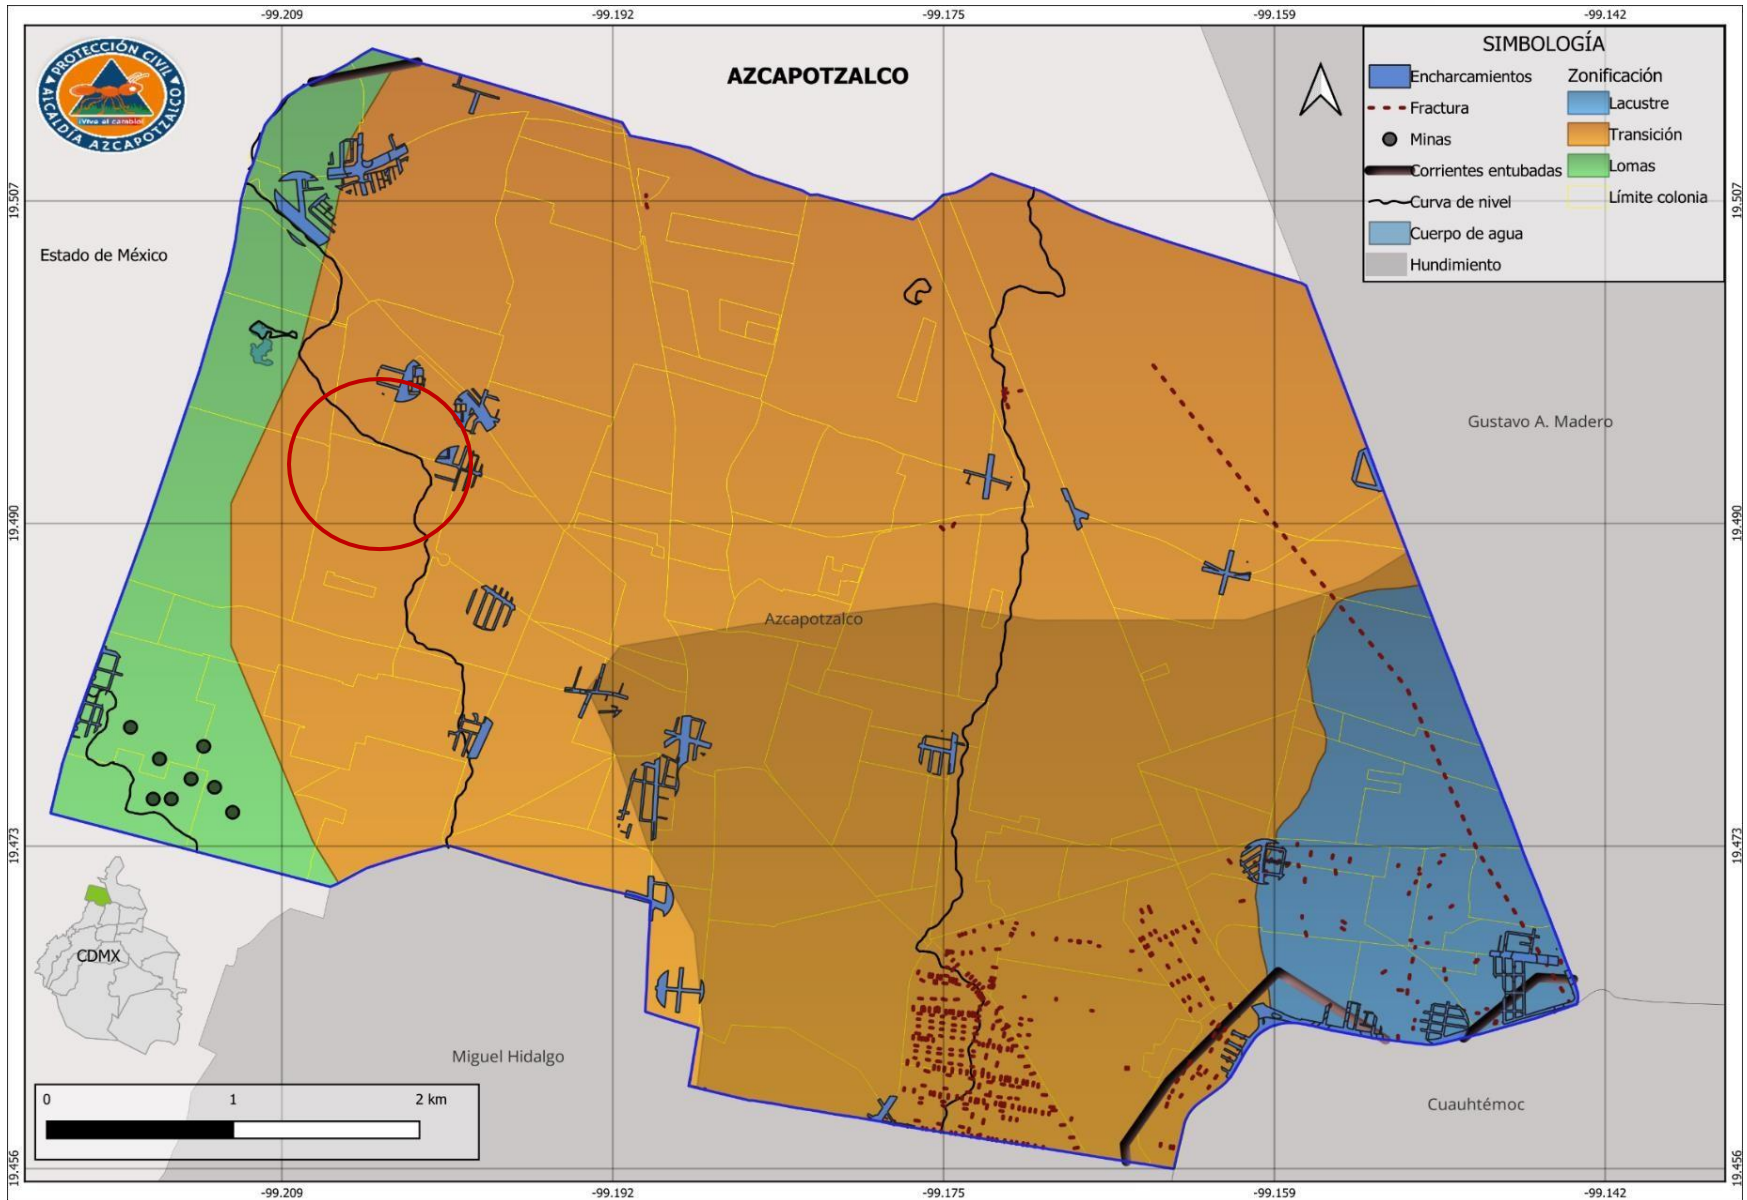 -99.209 -99.192 -99.175 -99.159 -99.142
PROTECCIÓN CIVIL
¡Vive el cambio!
ALCALDÍA AZCAPOTZALCO
AZCAPOTZALCO
SIMBOLOGÍA
Encharcamientos
Fractura
Minas
Corrientes entubadas
Curva de nivel
Cuerpo de agua
Hundimiento
Zonificación
Lacustre
Transición
Lomas
Límite colonia
19.507 19.507
Estado de México
Gustavo A. Madero
19.490 19.490
Azcapotzalco
19.473 19.473
CDMX
Miguel Hidalgo
Cuauhtémoc
0 1 2 km
19.456 19.456
-99.209 -99.192 -99.175 -99.159 -99.142